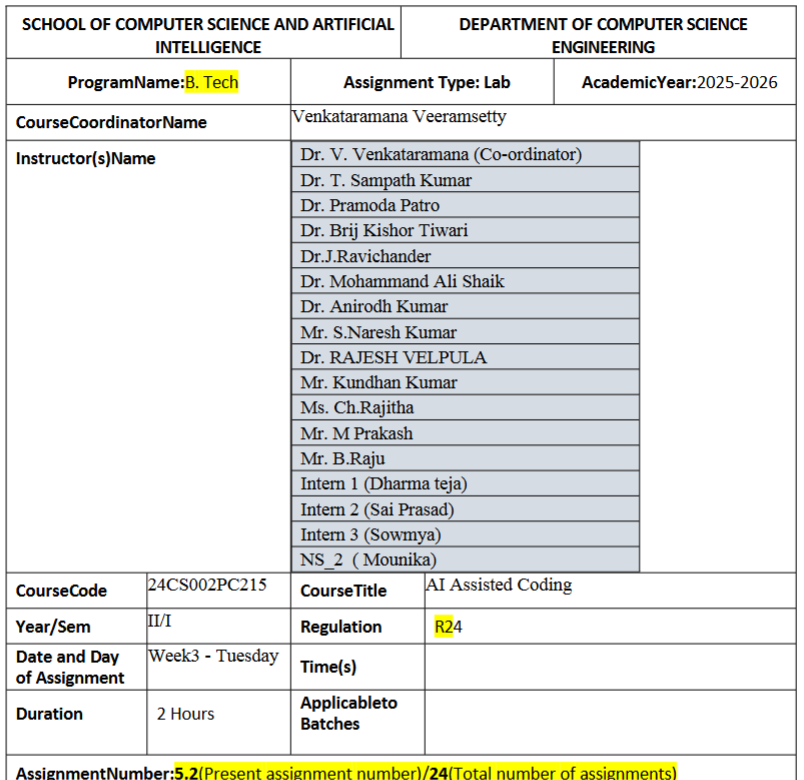 SCHOOL OF COMPUTER SCIENCE AND ARTIFICIAL
INTELLIGENCE
DEPARTMENT OF COMPUTER SCIENCE
ENGINEERING
ProgramName:B. Tech
Assignment Type: Lab
AcademicYear:2025-2026
CourseCoordinatorName
Venkataramana Veeramsetty
Instructor(s)Name
Dr. V. Venkataramana (Co-ordinator)
Dr. T. Sampath Kumar
Dr. Pramoda Patro
Dr. Brij Kishor Tiwari
Dr.J.Ravichander
Dr. Mohammand Ali Shaik
Dr. Anirodh Kumar
Mr. S.Naresh Kumar
Dr. RAJESH VELPULA
Mr. Kundhan Kumar
Ms. Ch.Rajitha
Mr. M Prakash
Mr. B.Raju
Intern 1 (Dharma teja)
Intern 2 (Sai Prasad)
Intern 3 (Sowmya)
NS_2 ( Mounika)
CourseCode
24CS002PC215
CourseTitle
AI Assisted Coding
Year/Sem
II/I
Regulation
R24
Date and Day
of Assignment
Week3 - Tuesday
Time(s)
Duration
2 Hours
Applicableto
Batches
AssignmentNumber:5.2(Present assignment number)/24(Total number of assignments)